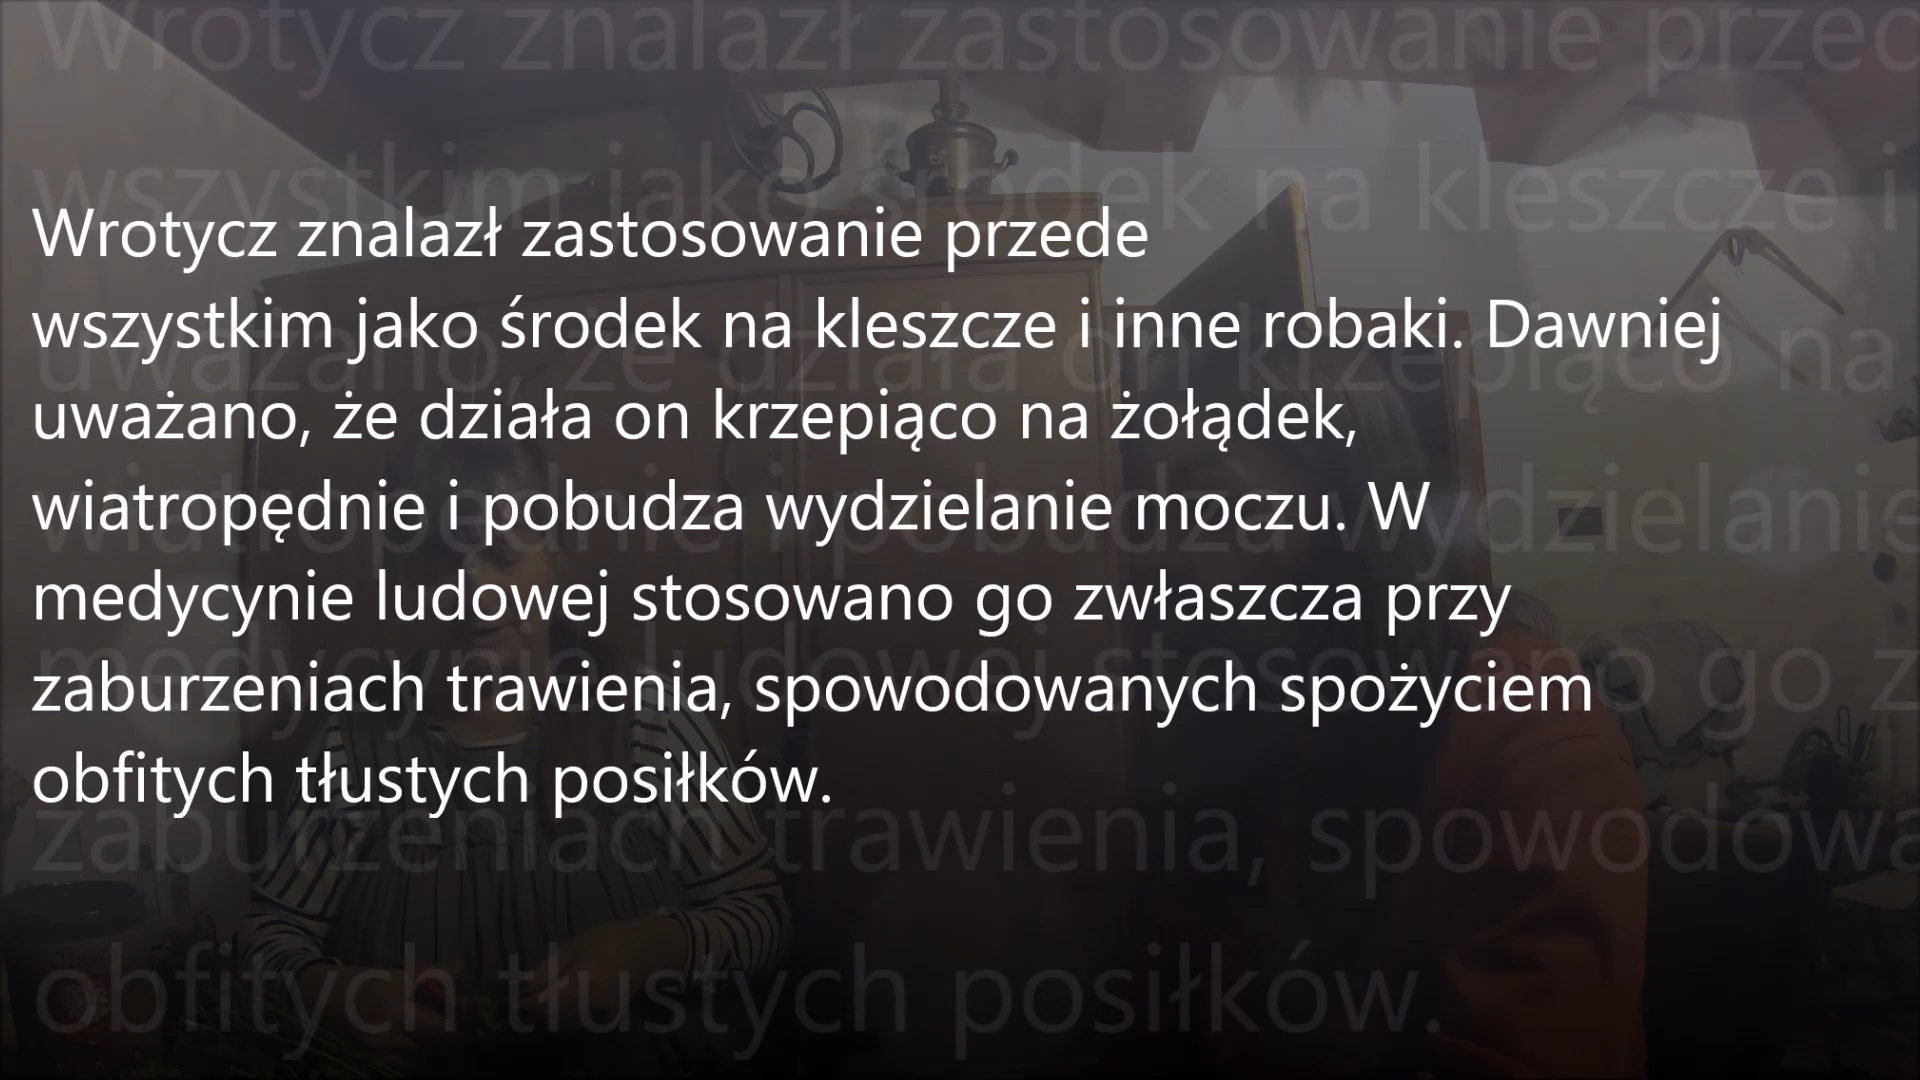 Wrotycz znalazł zastosowanie przede
wszystkim jako środek na kleszcze i inne robaki. Dawniej
uważano, że działa on krzepiąco na żołądek,
wiatropędnie i pobudza wydzielanie moczu. W
medycynie ludowej stosowano go zwłaszcza przy
zaburzeniach trawienia, spowodowanych spożyciem
obfitych tłustych posiłków.